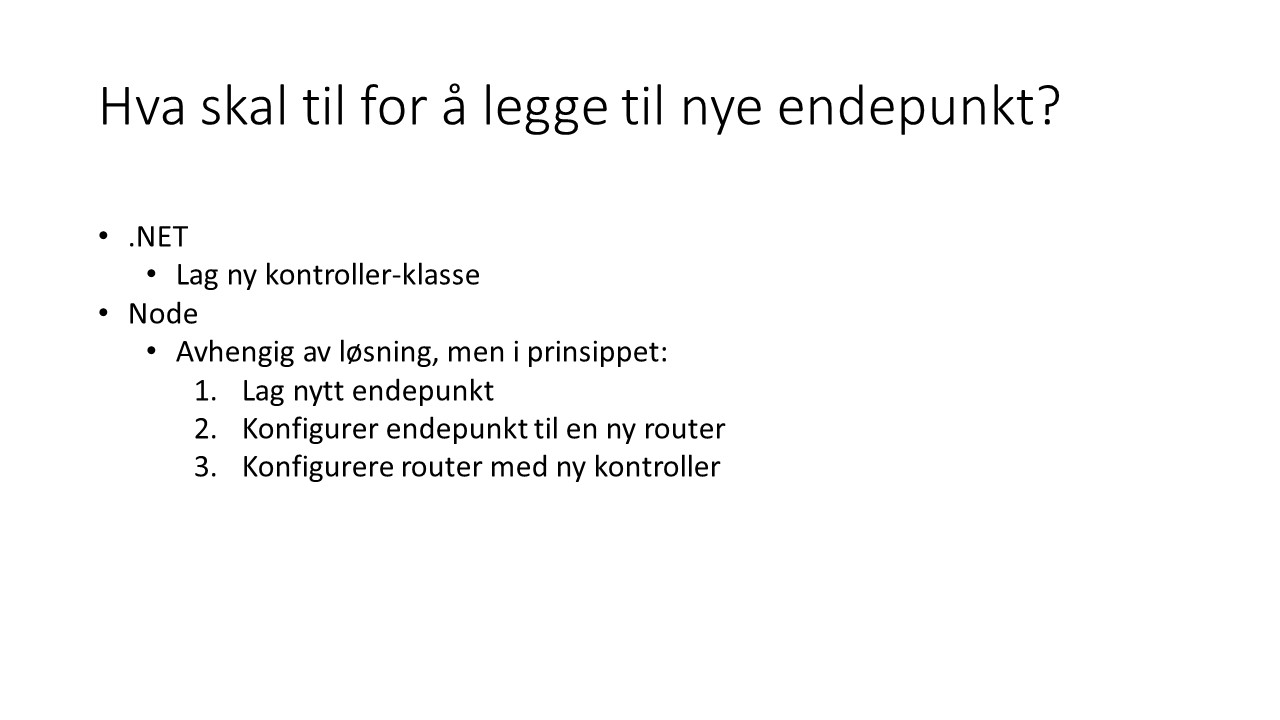 Hva skal til for å legge til nye endepunkt?
• .NET
• Lag ny kontroller-klasse
• Node
• Avhengig av løsning, men i prinsippet:
1. Lag nytt endepunkt
2. Konfigurer endepunkt til en ny router
3. Konfigurere router med ny kontroller